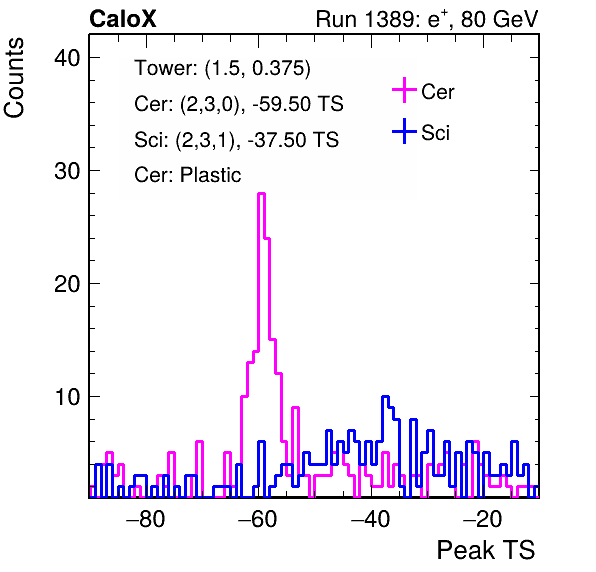 CaloX Run 1389: e⁺, 80 GeV
Counts
40
30
20
10
Tower: (1.5, 0.375)
Cer: (2,3,0), -59.50 TS
Sci: (2,3,1), -37.50 TS
Cer: Plastic
Cer
Sci
−80 −60 −40 −20
Peak TS